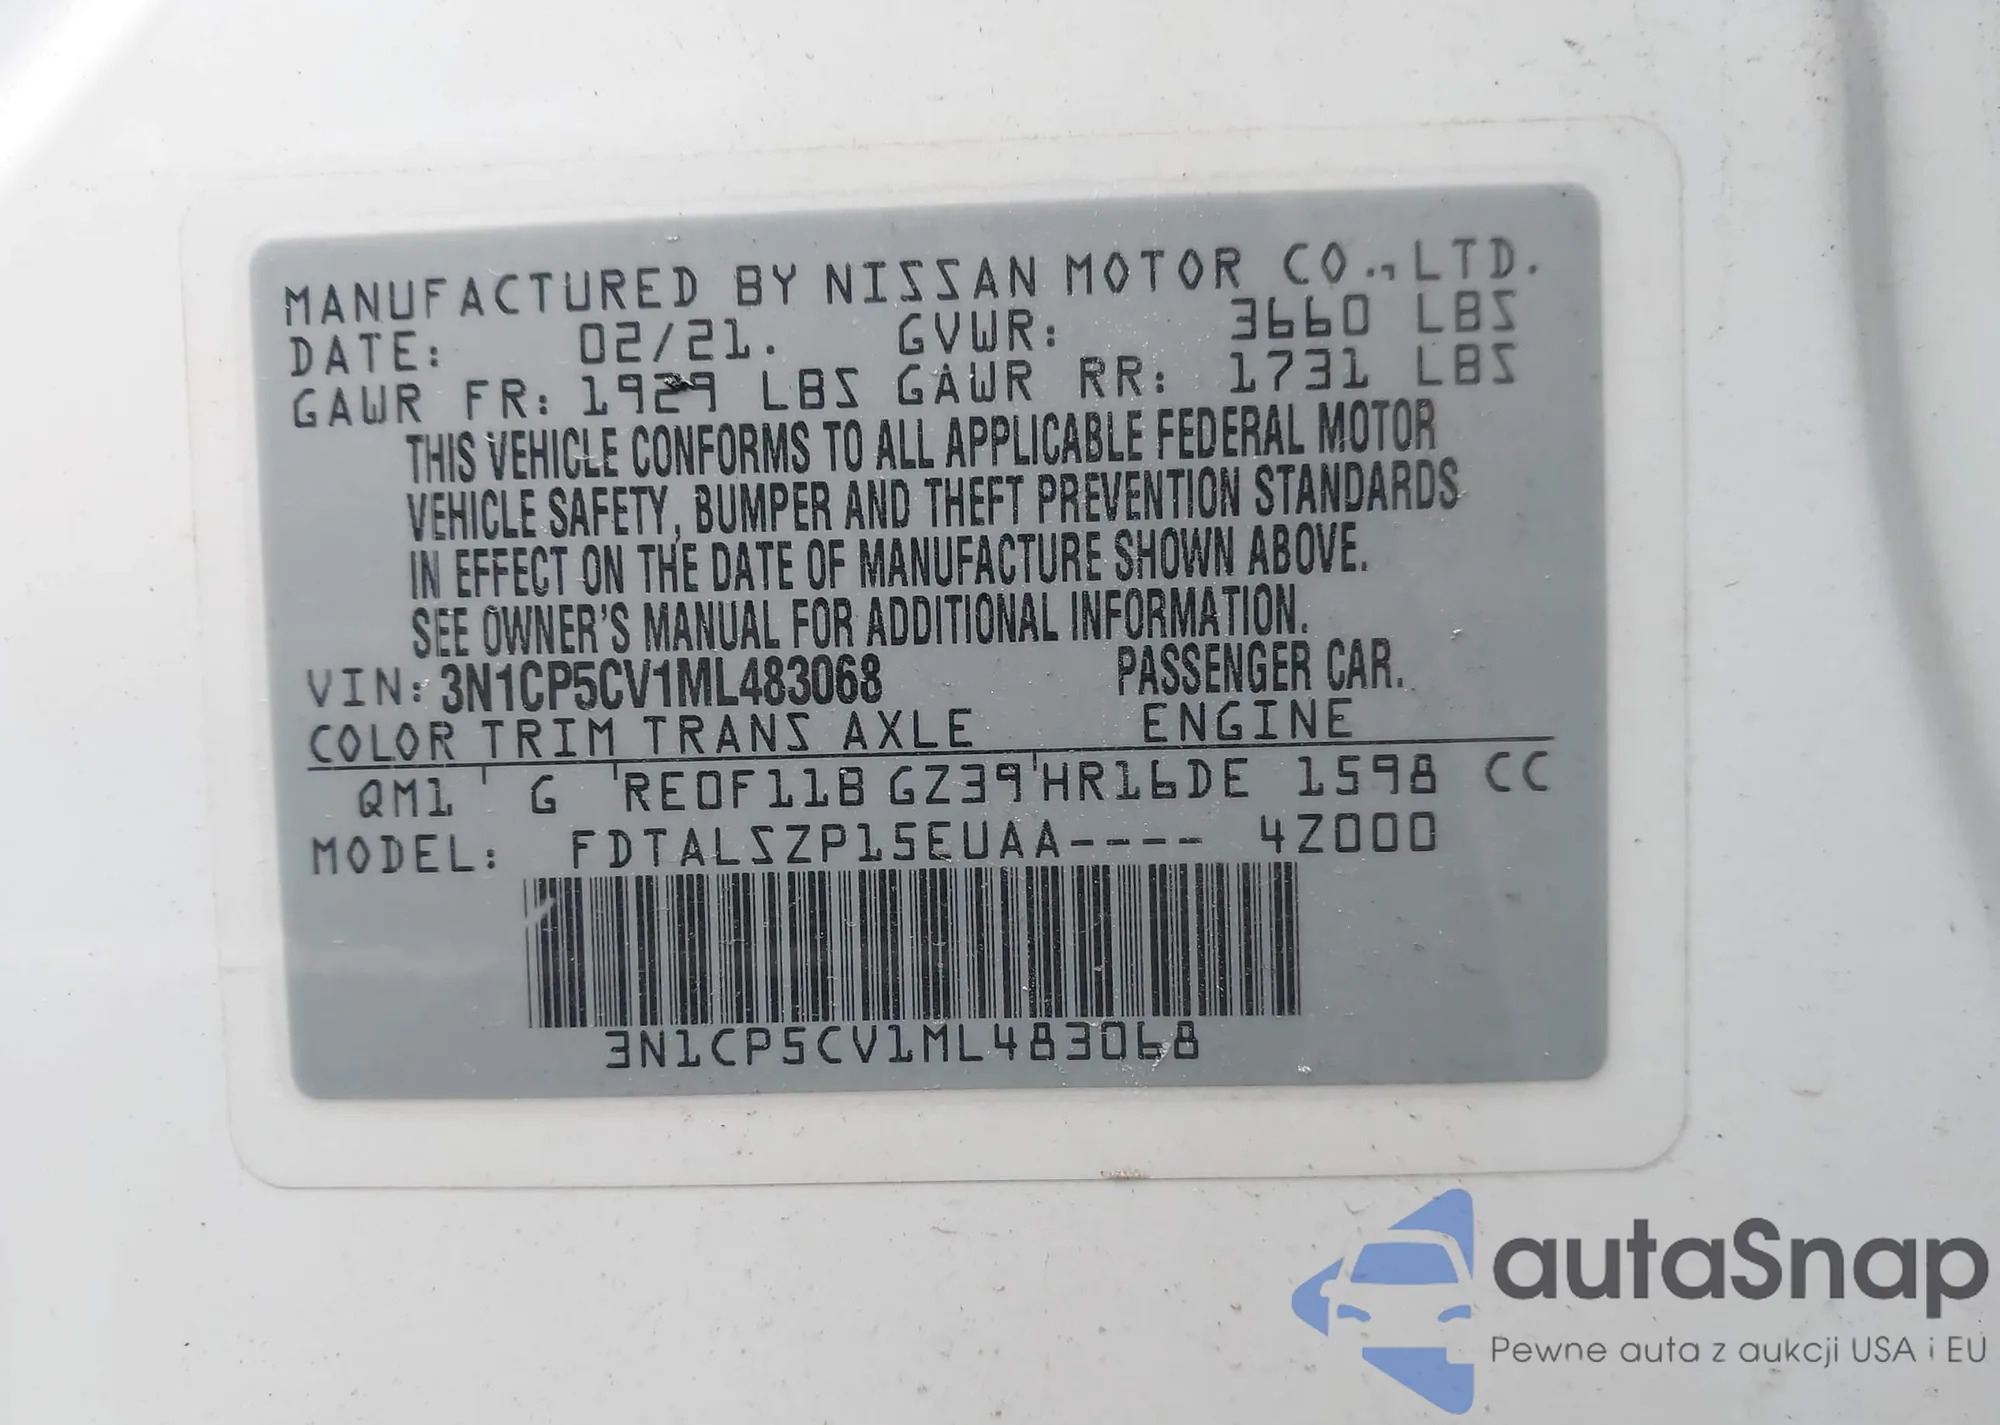 MANUFACTURED BY NISSAN MOTOR CO., LTD.
DATE: 02/21. GVWR: 3660 LBS
GAWR FR: 1929 LBS GAWR RR: 1731 LBS
THIS VEHICLE CONFORMS TO ALL APPLICABLE FEDERAL MOTOR
VEHICLE SAFETY, BUMPER AND THEFT PREVENTION STANDARDS
IN EFFECT ON THE DATE OF MANUFACTURE SHOWN ABOVE.
SEE OWNER'S MANUAL FOR ADDITIONAL INFORMATION.
VIN: 3N1CP5CV1ML483068 PASSENGER CAR.
COLOR TRIM TRANS AXLE ENGINE
QM1 G RE0F11B GZ39 HR16DE 1598 CC
MODEL: FDTALSZP15EUAA---- 4Z000
3N1CP5CV1ML483068
autaSnap
Pewne auta z aukcji USA i EU